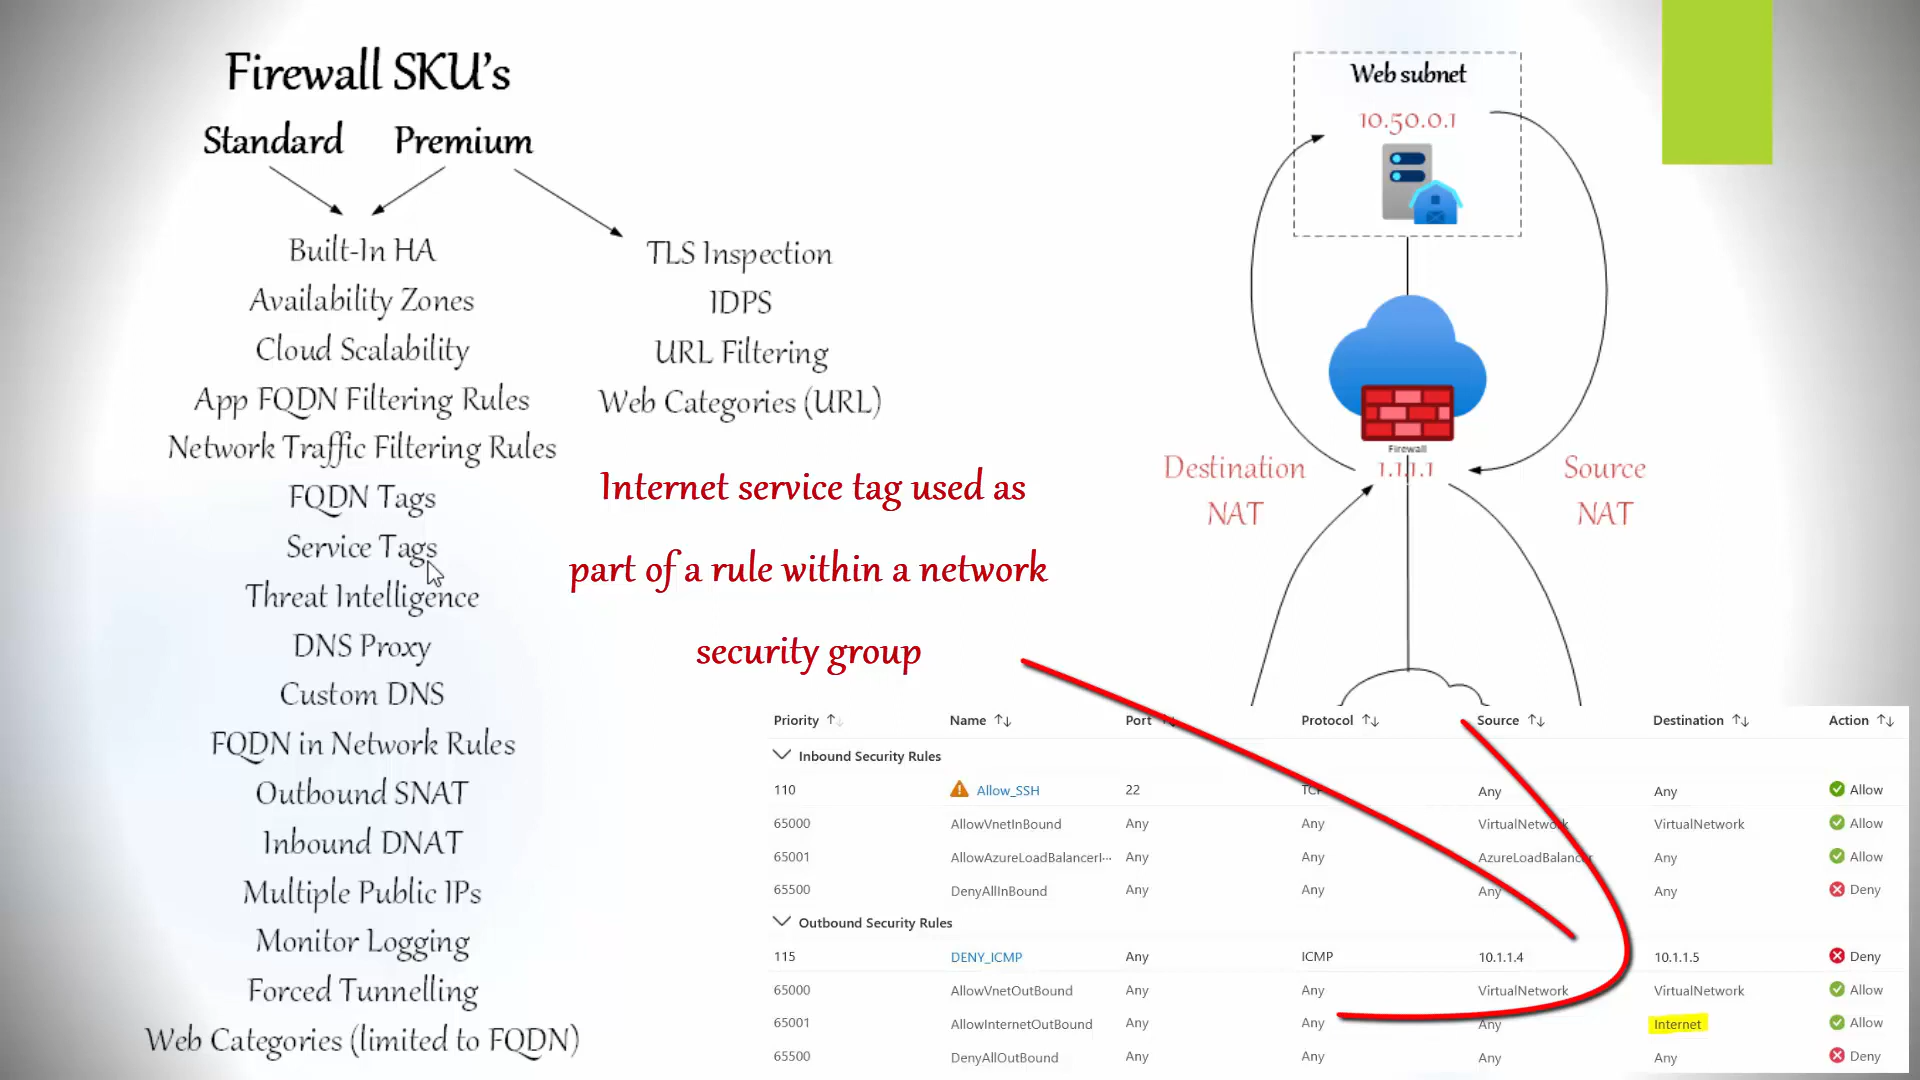 Firewall SKU's
Standard Premium
Built-In HA
Availability Zones
Cloud Scalability
App FQDN Filtering Rules
Network Traffic Filtering Rules
FQDN Tags
Service Tags
Threat Intelligence
DNS Proxy
Custom DNS
FQDN in Network Rules
Outbound SNAT
Inbound DNAT
Multiple Public IPs
Monitor Logging
Forced Tunnelling
Web Categories (limited to FQDN)
TLS Inspection
IDPS
URL Filtering
Web Categories (URL)
Internet service tag used as
part of a rule within a network
security group
Web subnet
10.50.0.1
Firewall
1.1.1.1
Destination
NAT
Source
NAT
Priority Name Port Protocol Source Destination Action
Inbound Security Rules
110 Allow_SSH 22 TCP Any Any Allow
65000 AllowVnetInBound Any Any VirtualNetwork VirtualNetwork Allow
65001 AllowAzureLoadBalancerI... Any Any AzureLoadBalancer Any Allow
65500 DenyAllInBound Any Any Any Any Deny
Outbound Security Rules
115 DENY_ICMP Any ICMP 10.1.1.4 10.1.1.5 Deny
65000 AllowVnetOutBound Any Any VirtualNetwork VirtualNetwork Allow
65001 AllowInternetOutBound Any Any Any Internet Allow
65500 DenyAllOutBound Any Any Any Any Deny